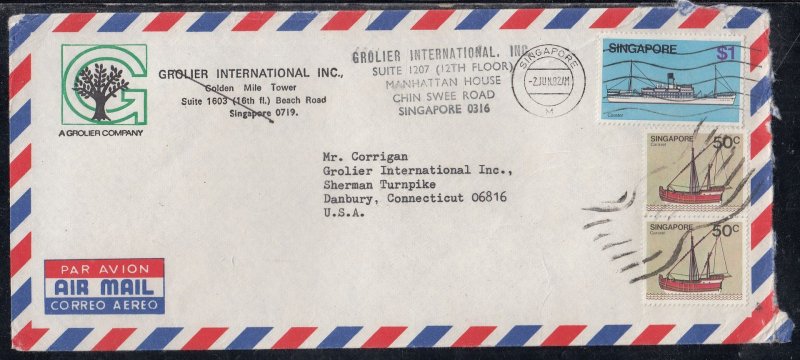 G
A GROLIER COMPANY
GROLIER INTERNATIONAL INC.,
Golden Mile Tower
Suite 1603 (16th fl.) Beach Road
Singapore 0719.
GROLIER INTERNATIONAL, INC
SUITE 1207 (12TH FLOOR)
MANHATTAN HOUSE
CHIN SWEE ROAD
SINGAPORE 0316
SINGAPORE
M
SINGAPORE
$1
Coaster
50c
SINGAPORE
50c
SINGAPORE
Mr. Corrigan
Grolier International Inc.,
Sherman Turnpike
Danbury, Connecticut 06816
U.S.A.
PAR AVION
AIR MAIL
CORREO AEREO